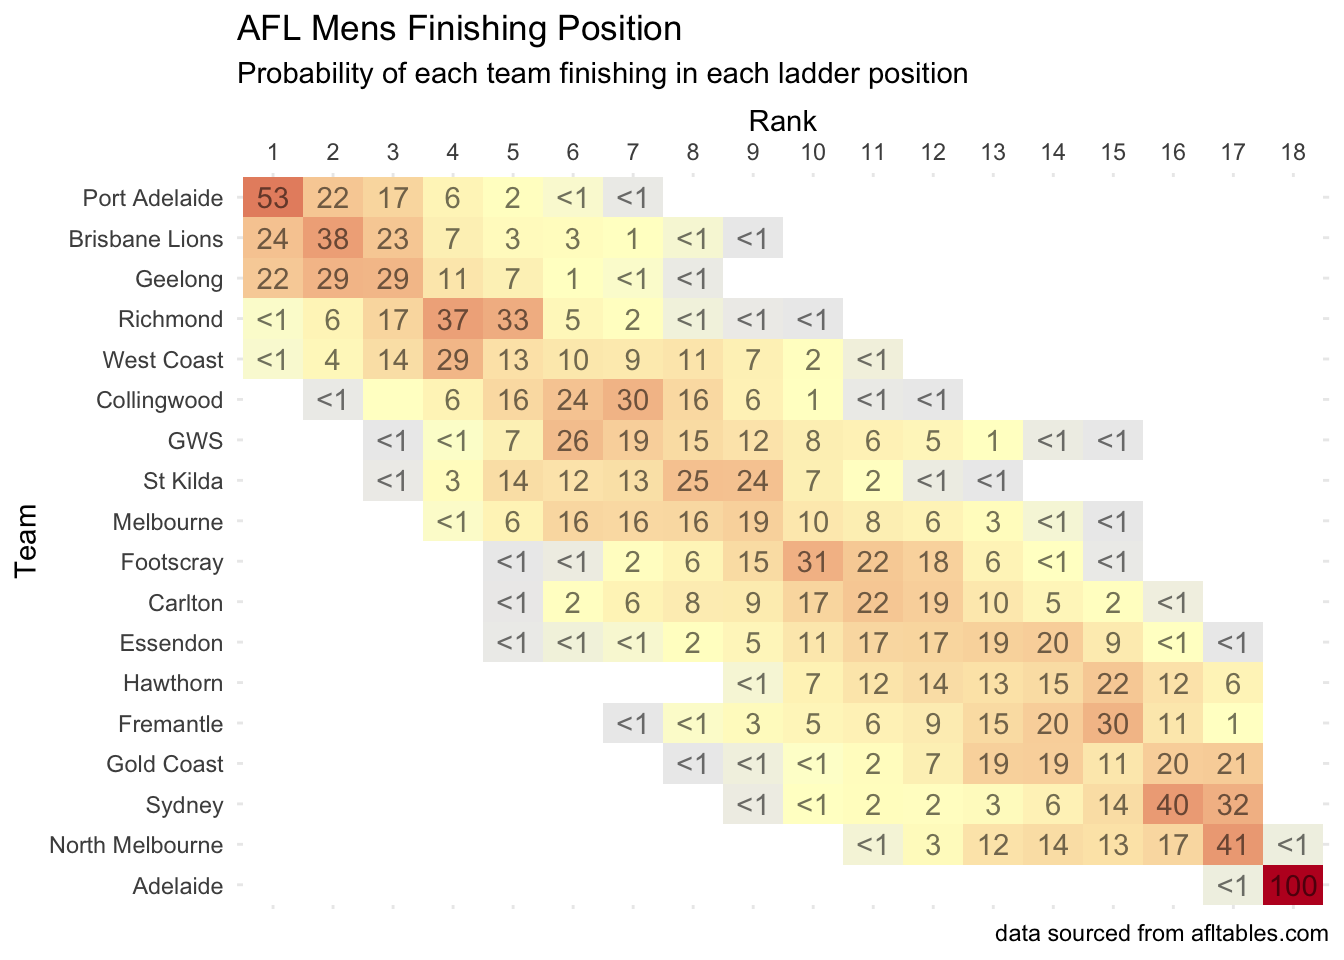 AFL Mens Finishing Position
Probability of each team finishing in each ladder position
Rank
1 2 3 4 5 6 7 8 9 10 11 12 13 14 15 16 17 18
Port Adelaide 53 22 17 6 2 <1 <1
Brisbane Lions 24 38 23 7 3 3 1 <1 <1
Geelong 22 29 29 11 7 1 <1 <1
Richmond <1 6 17 37 33 5 2 <1 <1 <1
West Coast <1 4 14 29 13 10 9 11 7 2 <1
Collingwood <1 6 16 24 30 16 6 1 <1 <1
GWS <1 <1 7 26 19 15 12 8 6 5 1 <1 <1
St Kilda <1 3 14 12 13 25 24 7 2 <1 <1
Melbourne <1 6 16 16 16 19 10 8 6 3 <1 <1
Team
Footscray <1 <1 2 6 15 31 22 18 6 <1 <1
Carlton <1 2 6 8 9 17 22 19 10 5 2 <1
Essendon <1 <1 <1 2 5 11 17 17 19 20 9 <1 <1
Hawthorn <1 7 12 14 13 15 22 12 6
Fremantle <1 <1 3 5 6 9 15 20 30 11 1
Gold Coast <1 <1 <1 2 7 19 19 11 20 21
Sydney <1 <1 2 2 3 6 14 40 32
North Melbourne <1 3 12 14 13 17 41 <1
Adelaide <1 100
data sourced from afltables.com